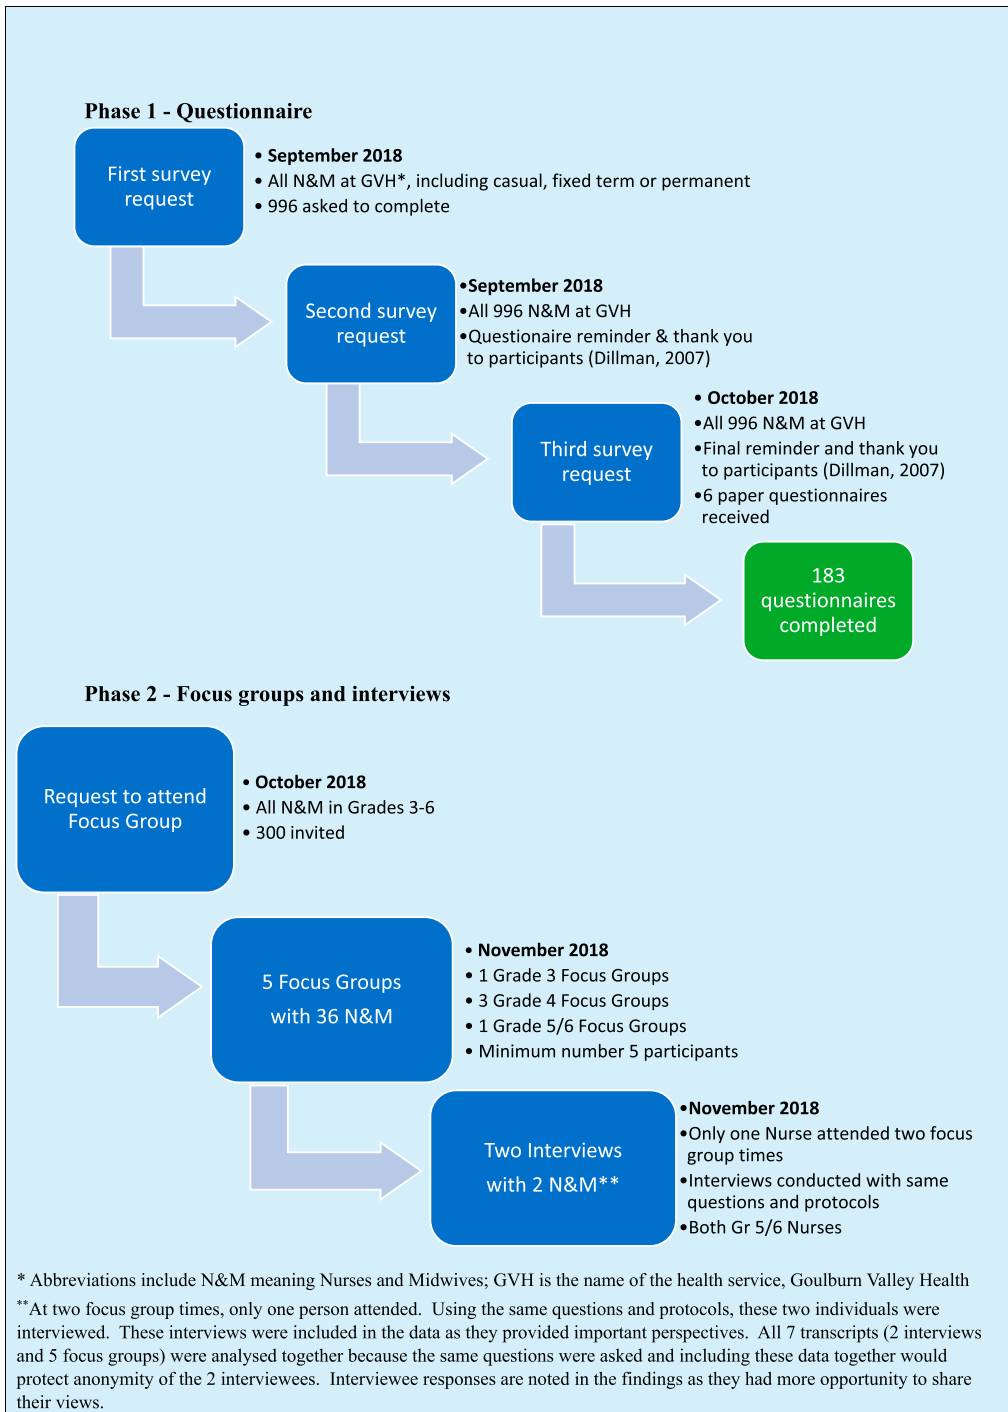 Phase 1 - Questionnaire
First survey
request
• September 2018
• All N&M at GVH*, including casual, fixed term or permanent
• 996 asked to complete
Second survey
request
•September 2018
•All 996 N&M at GVH
•Questionaire reminder & thank you
to participants (Dillman, 2007)
Third survey
request
• October 2018
•All 996 N&M at GVH
•Final reminder and thank you
to participants (Dillman, 2007)
•6 paper questionnaires
received
183
questionnaires
completed
Phase 2 - Focus groups and interviews
Request to attend
Focus Group
• October 2018
• All N&M in Grades 3-6
• 300 invited
5 Focus Groups
with 36 N&M
• November 2018
• 1 Grade 3 Focus Groups
• 3 Grade 4 Focus Groups
• 1 Grade 5/6 Focus Groups
• Minimum number 5 participants
Two Interviews
with 2 N&M**
•November 2018
•Only one Nurse attended two focus
group times
•Interviews conducted with same
questions and protocols
•Both Gr 5/6 Nurses
* Abbreviations include N&M meaning Nurses and Midwives; GVH is the name of the health service, Goulburn Valley Health
**At two focus group times, only one person attended.  Using the same questions and protocols, these two individuals were
interviewed.  These interviews were included in the data as they provided important perspectives.  All 7 transcripts (2 interviews
and 5 focus groups) were analysed together because the same questions were asked and including these data together would
protect anonymity of the 2 interviewees.  Interviewee responses are noted in the findings as they had more opportunity to share
their views.